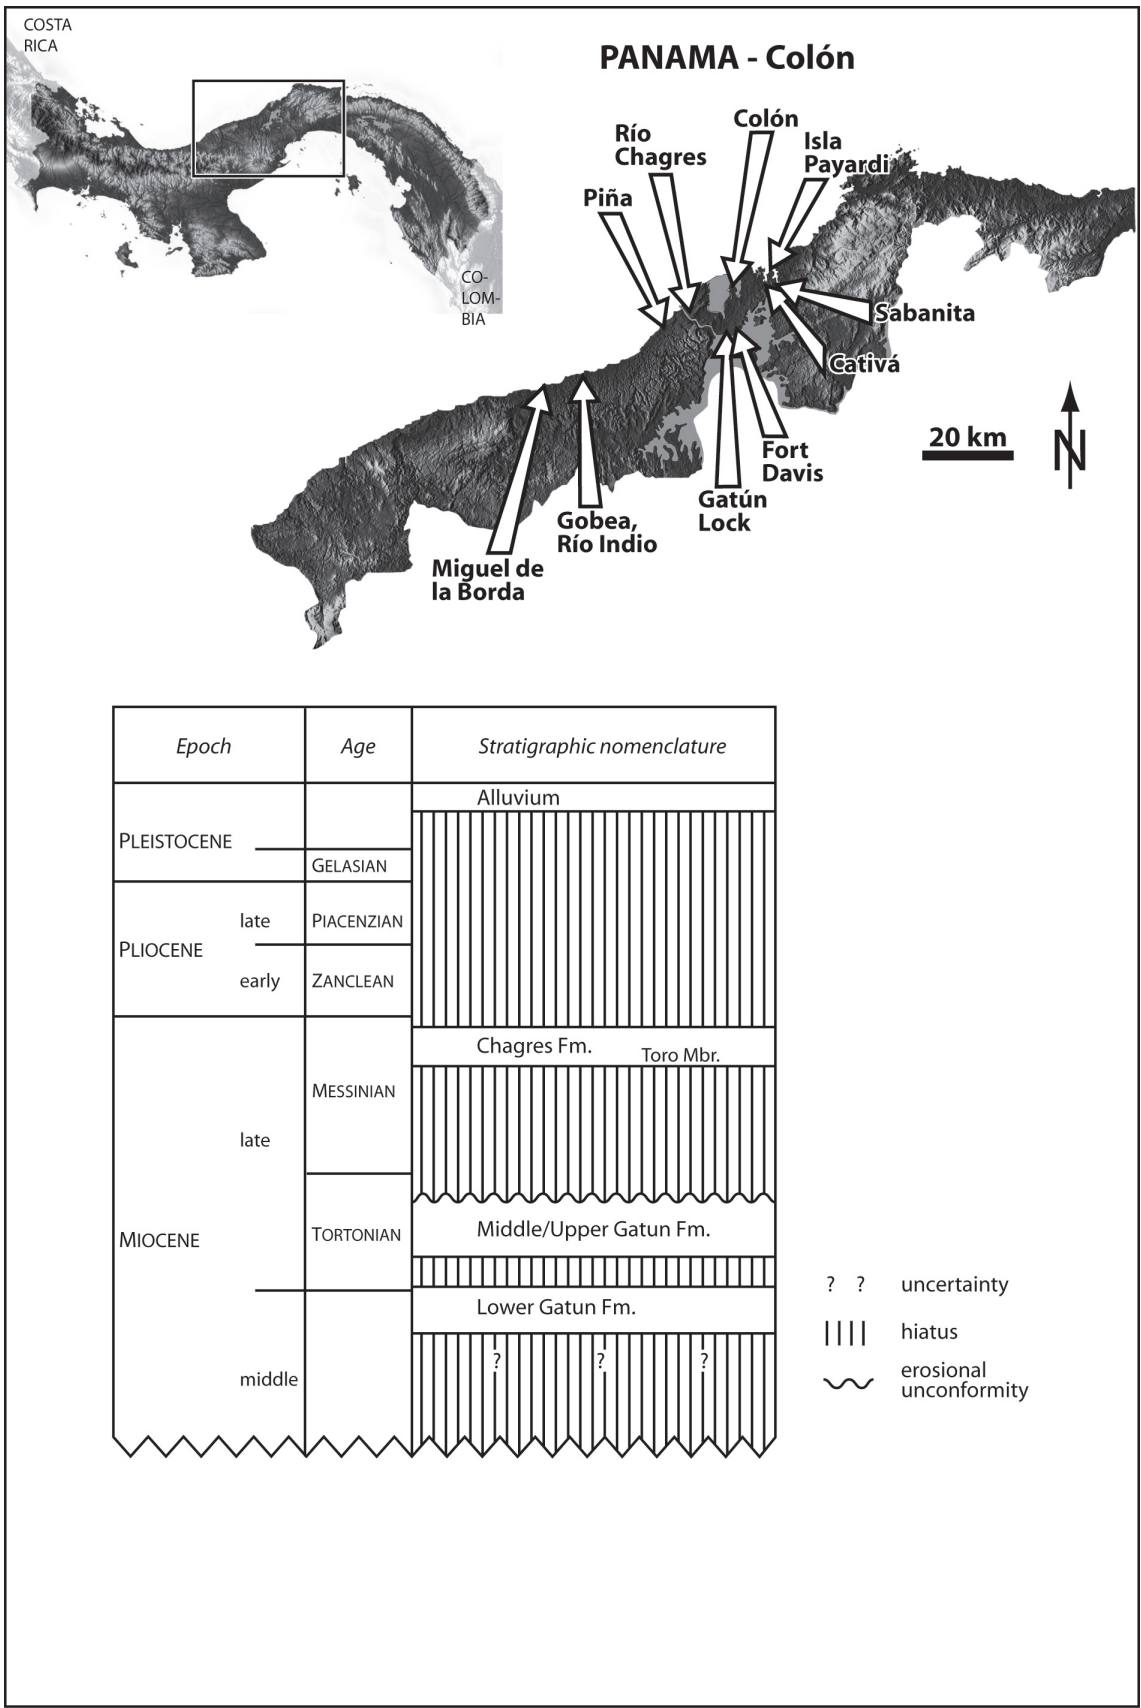 COSTA
RICA
CO-
LOM-
BIA
PANAMA - Colón
Colón
Río
Chagres
Isla
Payardi
Piña
Sabanita
Cativá
20 km
N
Fort
Davis
Gatún
Lock
Gobea,
Río Indio
Miguel de
la Borda
Epoch Age Stratigraphic nomenclature
Alluvium
PLEISTOCENE
GELASIAN
late PIACENZIAN
PLIOCENE
early ZANCLEAN
Chagres Fm. Toro Mbr.
MESSINIAN
late
Middle/Upper Gatun Fm.
MIOCENE TORTONIAN
Lower Gatun Fm.
? ? ?
middle
? ? uncertainty
hiatus
erosional
unconformity